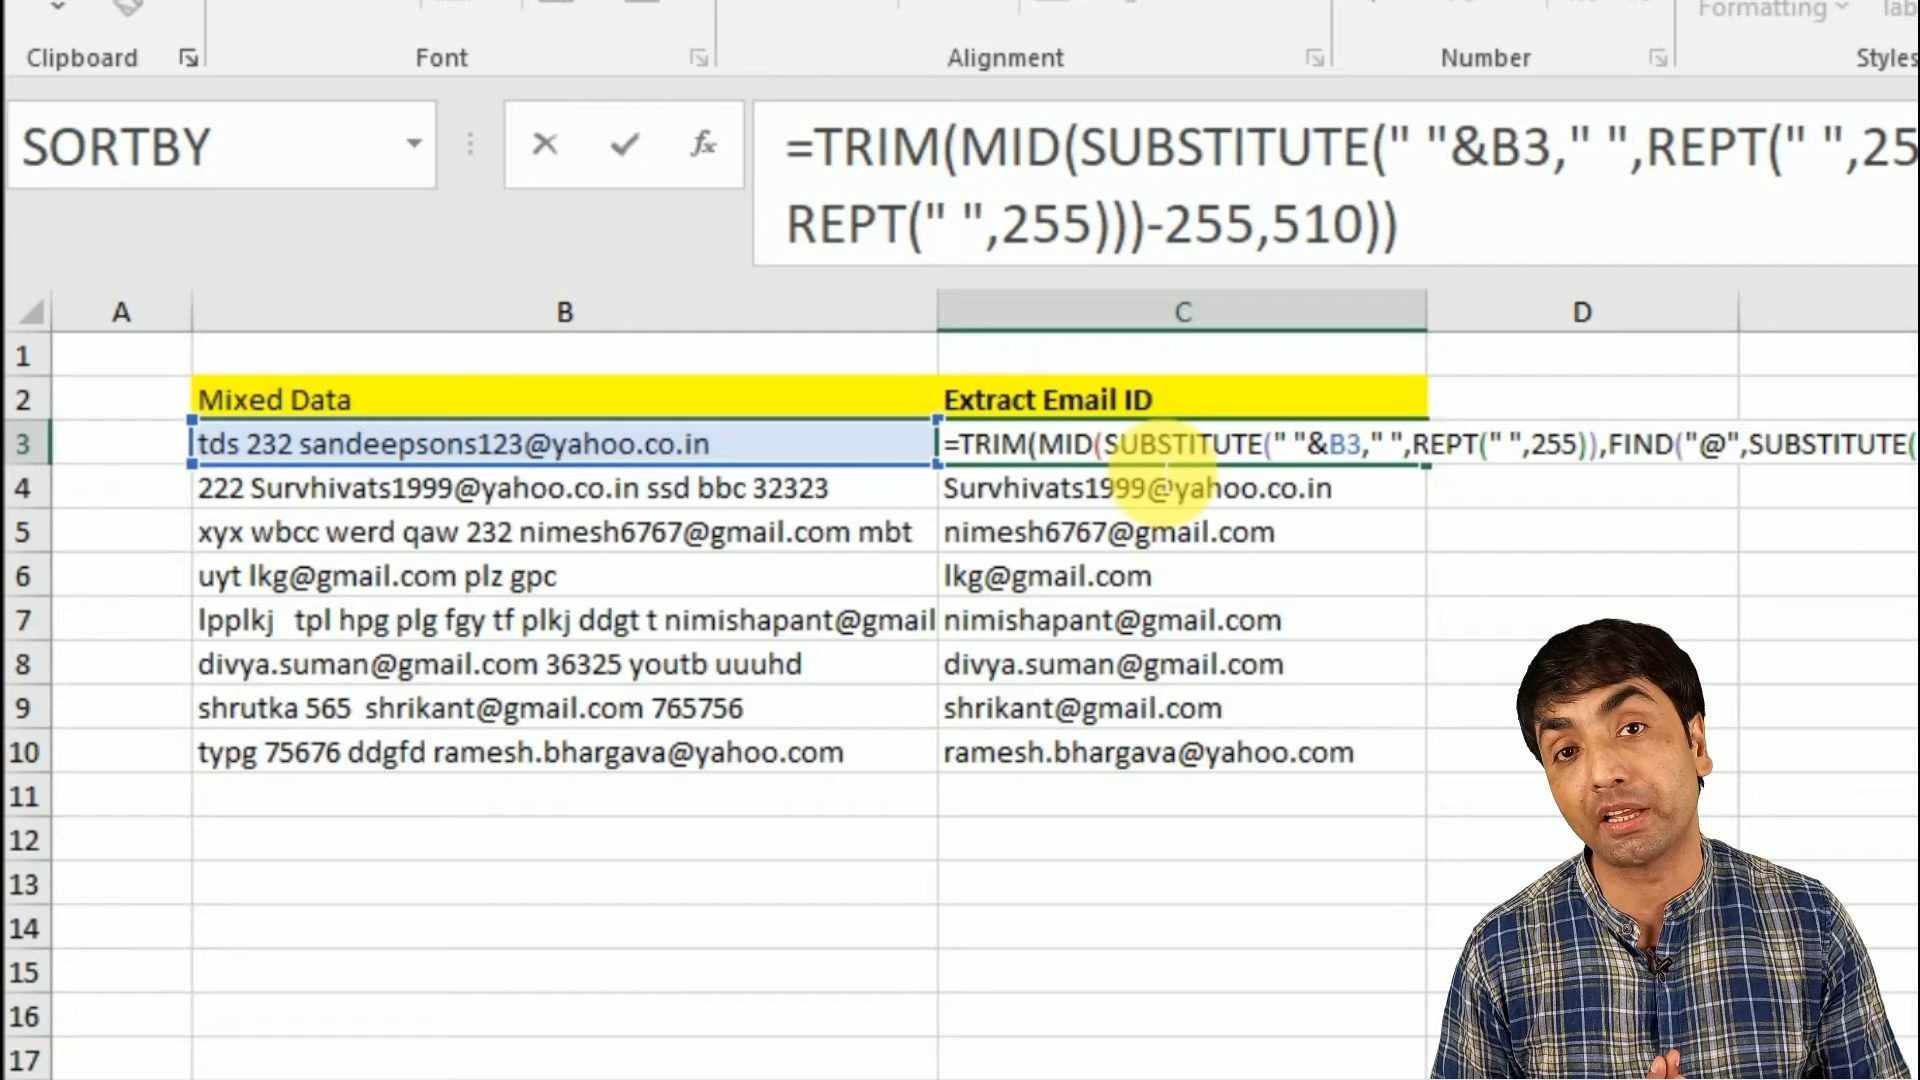 Formatting
Tab
Clipboard Font Alignment Number Styles
SORTBY fx =TRIM(MID(SUBSTITUTE(" "&B3," ",REPT(" ",25
REPT(" ",255)))-255,510))
A B C D
1
2 Mixed Data Extract Email ID
3 tds 232 sandeepsons123@yahoo.co.in =TRIM(MID(SUBSTITUTE(" "&B3," ",REPT(" ",255)),FIND("@",SUBSTITUTE(
4 222 Survhivats1999@yahoo.co.in ssd bbc 32323 Survhivats1999@yahoo.co.in
5 xyx wbcc werd qaw 232 nimesh6767@gmail.com mbt nimesh6767@gmail.com
6 uyt lkg@gmail.com plz gpc lkg@gmail.com
7 lpplkj tpl hpg plg fgy tf plkj ddgt t nimishapant@gmail nimishapant@gmail.com
8 divya.suman@gmail.com 36325 youtb uuuhd divya.suman@gmail.com
9 shrutka 565 shrikant@gmail.com 765756 shrikant@gmail.com
10 typg 75676 ddgfd ramesh.bhargava@yahoo.com ramesh.bhargava@yahoo.com
11
12
13
14
15
16
17